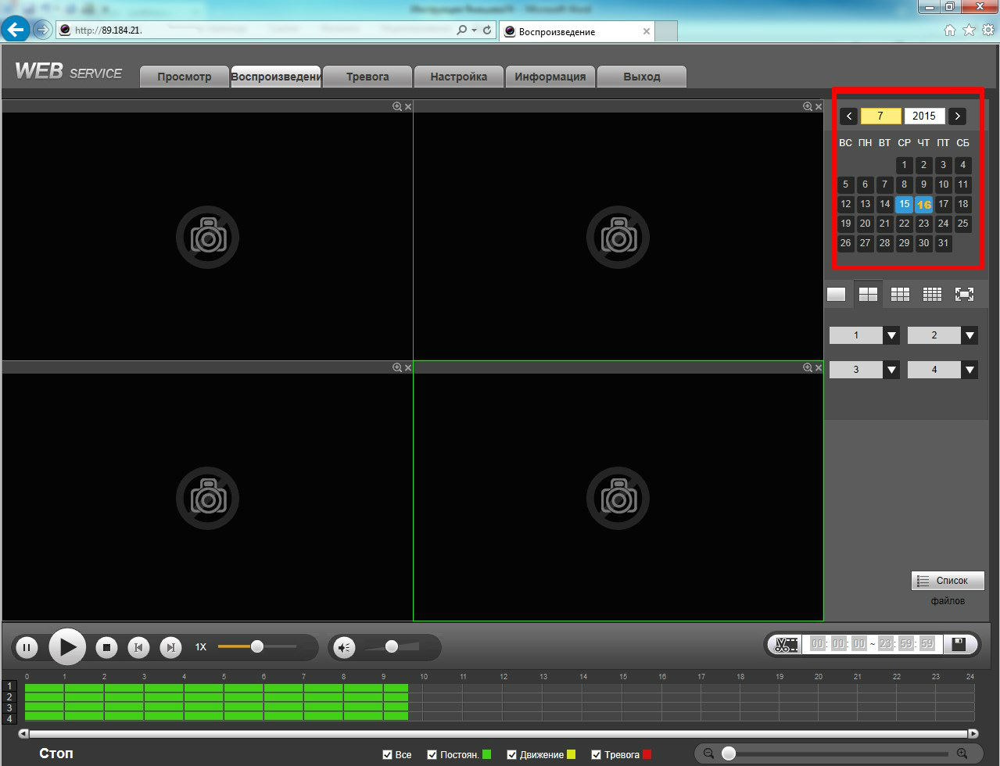 Инструкция
Microsoft Word
http://89.184.21.
Воспроизведение
WEB SERVICE
Просмотр
Воспроизведени
Тревога
Настройка
Информация
Выход
7 2015
ВС ПН ВТ СР ЧТ ПТ СБ
1 2 3 4
5 6 7 8 9 10 11
12 13 14 15 16 17 18
19 20 21 22 23 24 25
26 27 28 29 30 31
1 2
3 4
Список
файлов
1X
00 : 00 : 00 ~ 23 : 59 : 59
0 1 2 3 4 5 6 7 8 9 10 11 12 13 14 15 16 17 18 19 20 21 22 23 24
1
2
3
4
Стоп
Все
Постоян.
Движение
Тревога